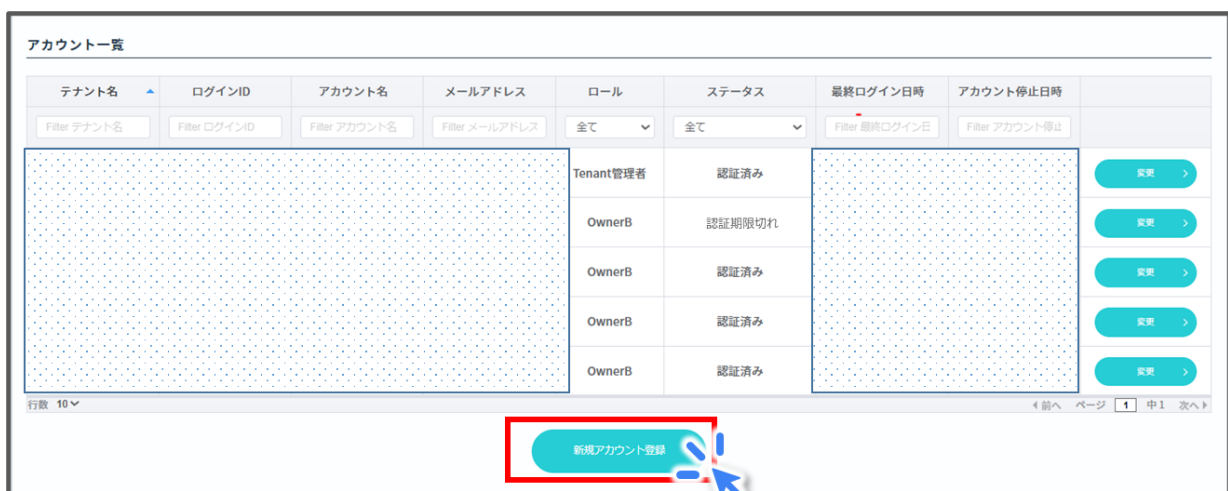 アカウント一覧
テナント名 ログインID アカウント名 メールアドレス ロール ステータス 最終ログイン日時 アカウント停止日時
Filter テナント名 Filter ログインID Filter アカウント名 Filter メールアドレス 全て 全て Filter 最終ログイン日 Filter アカウント停止
Tenant管理者 認証済み 変更
OwnerB 認証期限切れ 変更
OwnerB 認証済み 変更
OwnerB 認証済み 変更
OwnerB 認証済み 変更
行数 10 前へ ページ 1 中1 次へ
新規アカウント登録